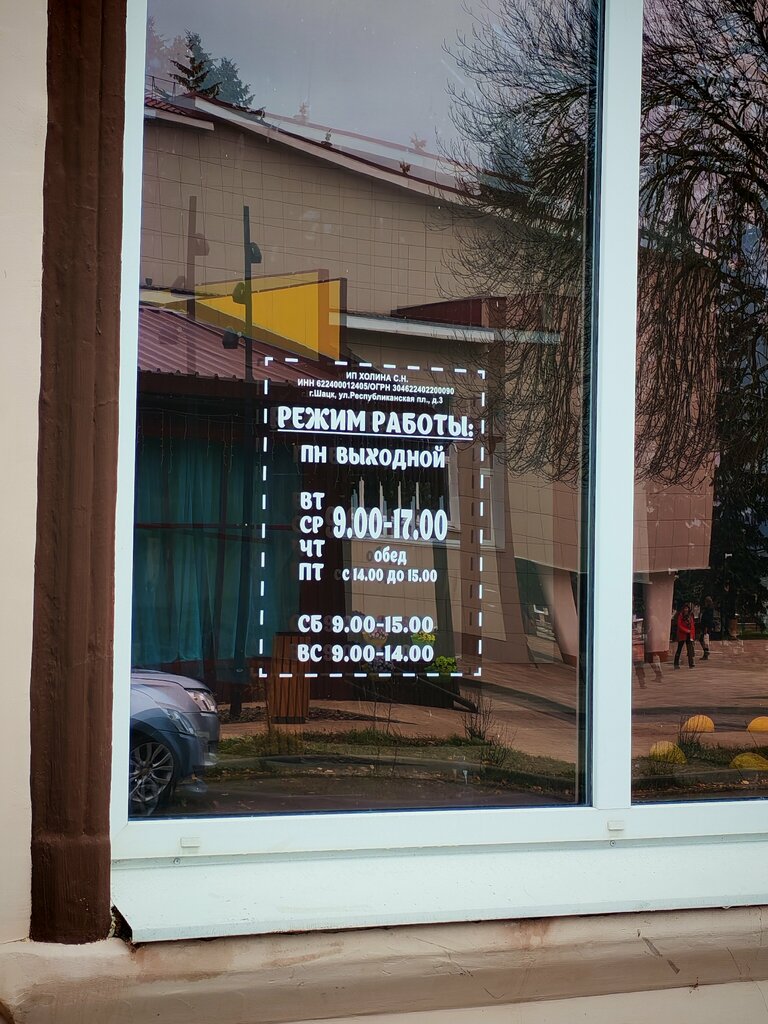 ИП ХОЛИНА С.Н.
ИНН 622400012405/ОГРН 304622402200090
г.Шацк, ул.Республиканская пл., д.3
РЕЖИМ РАБОТЫ:
ПН ВЫХОДНОЙ
ВТ
СР 9.00-17.00
ЧТ обед
ПТ с 14.00 до 15.00
СБ 9.00-15.00
ВС 9.00-14.00